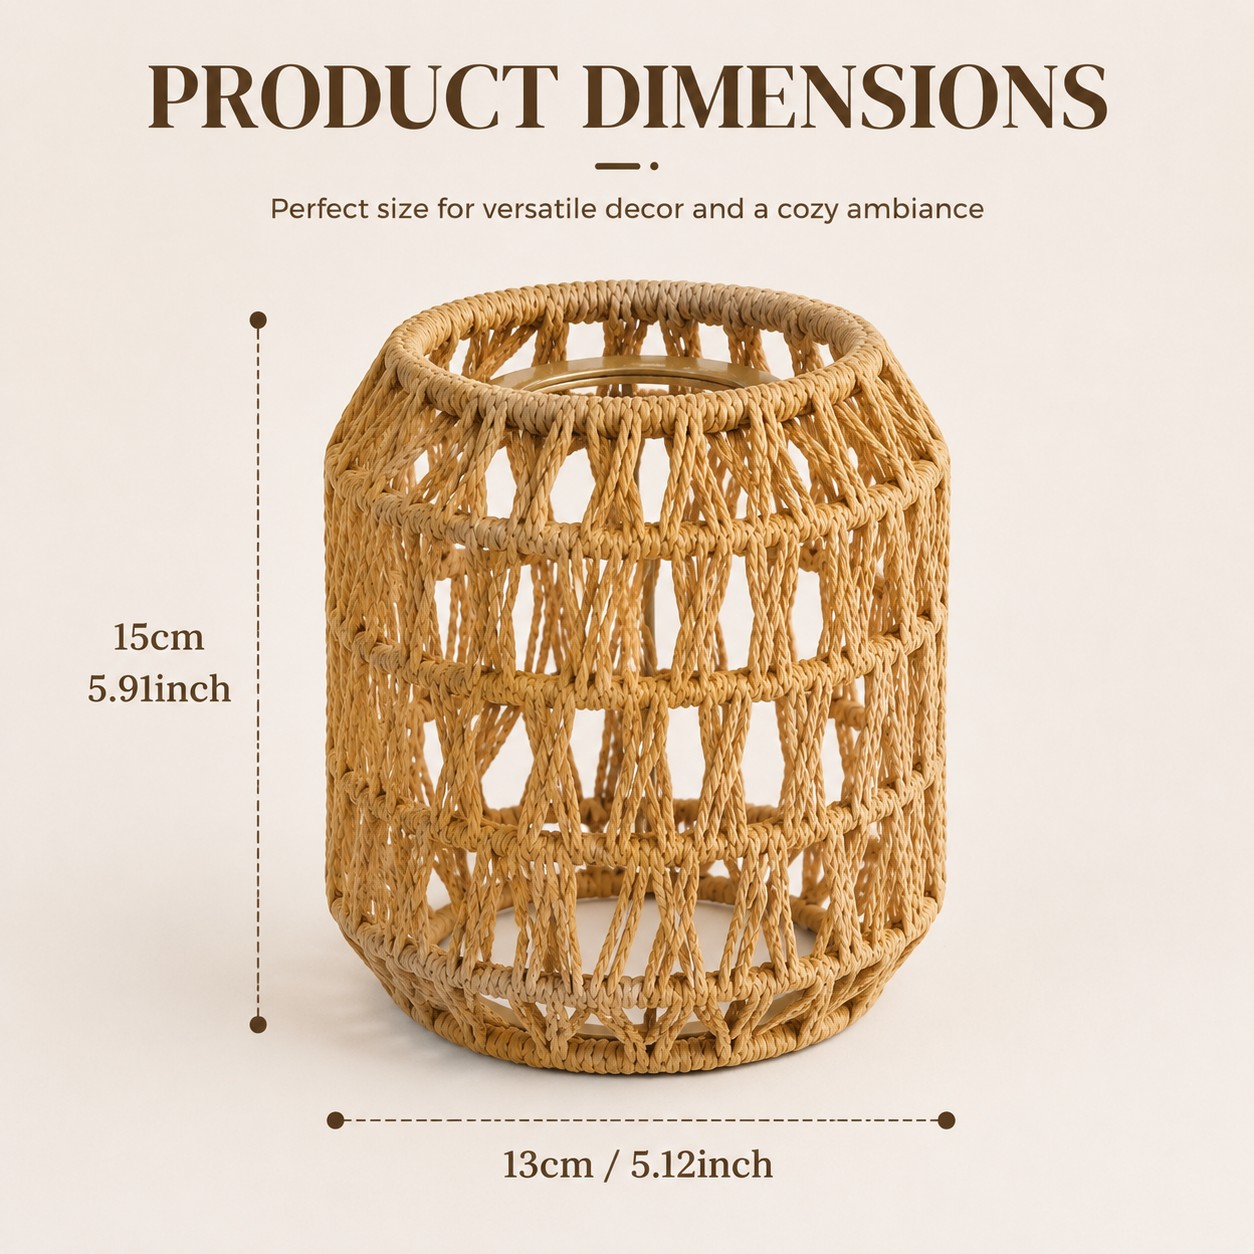 PRODUCT DIMENSIONS
Perfect size for versatile decor and a cozy ambiance
15cm
5.91inch
13cm / 5.12inch